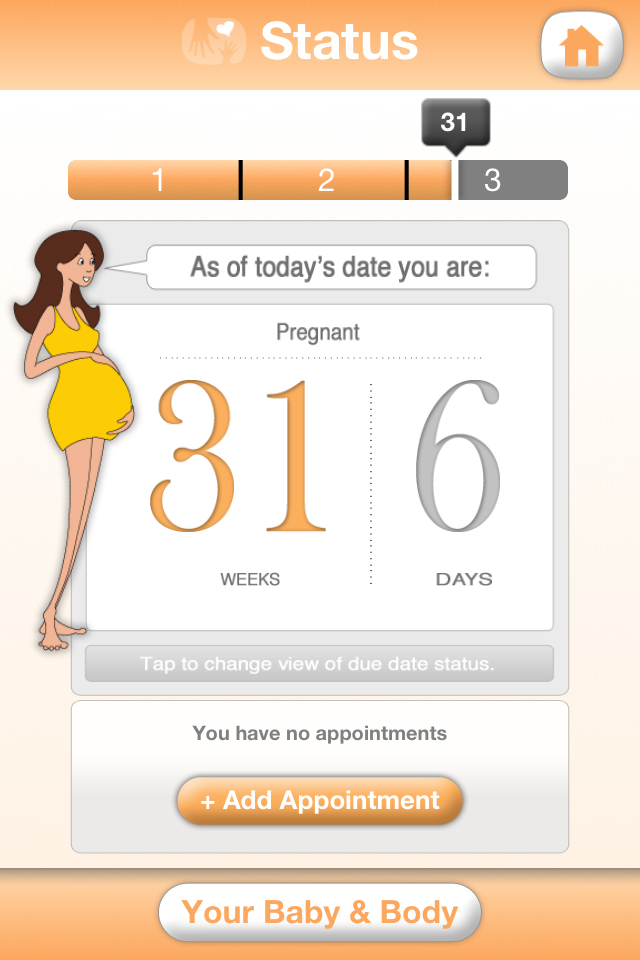 Status
31
1 2 3
As of today's date you are:
Pregnant
31 6
WEEKS DAYS
Tap to change view of due date status.
You have no appointments
+ Add Appointment
Your Baby & Body